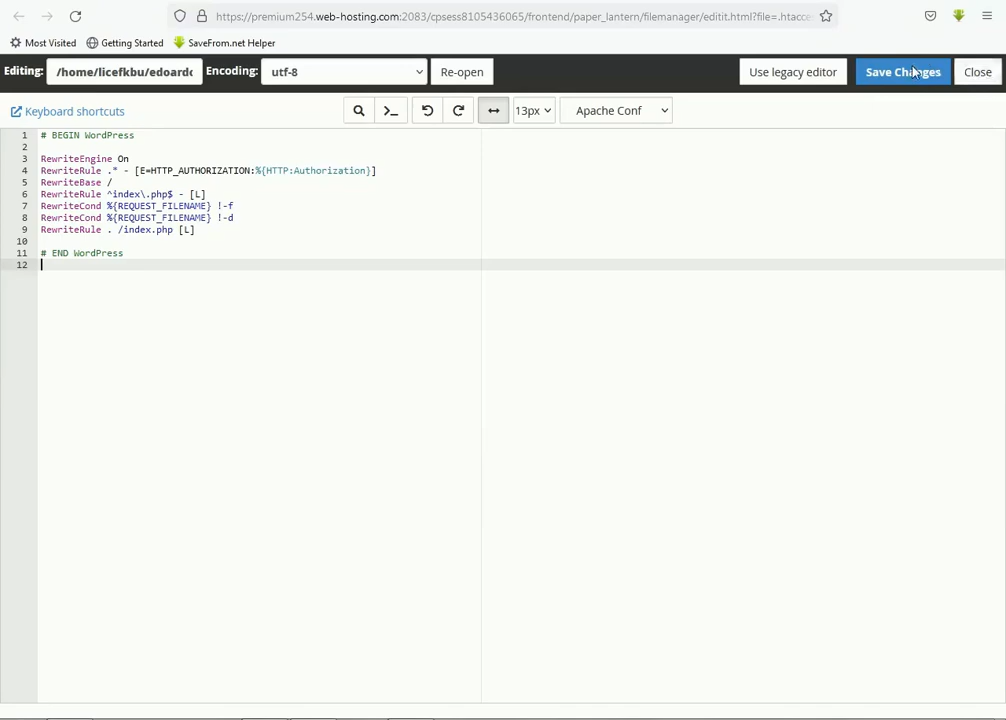 https://premium254.web-hosting.com:2083/cpsess8105436065/frontend/paper_lantern/filemanager/editit.html?file=.htacce
Most Visited Getting Started SaveFrom.net Helper
Editing: /home/licefkbu/edoardo Encoding: utf-8 Re-open Use legacy editor Save Changes Close
Keyboard shortcuts 13px Apache Conf
1 # BEGIN WordPress
2
3 RewriteEngine On
4 RewriteRule .* - [E=HTTP_AUTHORIZATION:%{HTTP:Authorization}]
5 RewriteBase /
6 RewriteRule ^index\.php$ - [L]
7 RewriteCond %{REQUEST_FILENAME} !-f
8 RewriteCond %{REQUEST_FILENAME} !-d
9 RewriteRule . /index.php [L]
10
11 # END WordPress
12